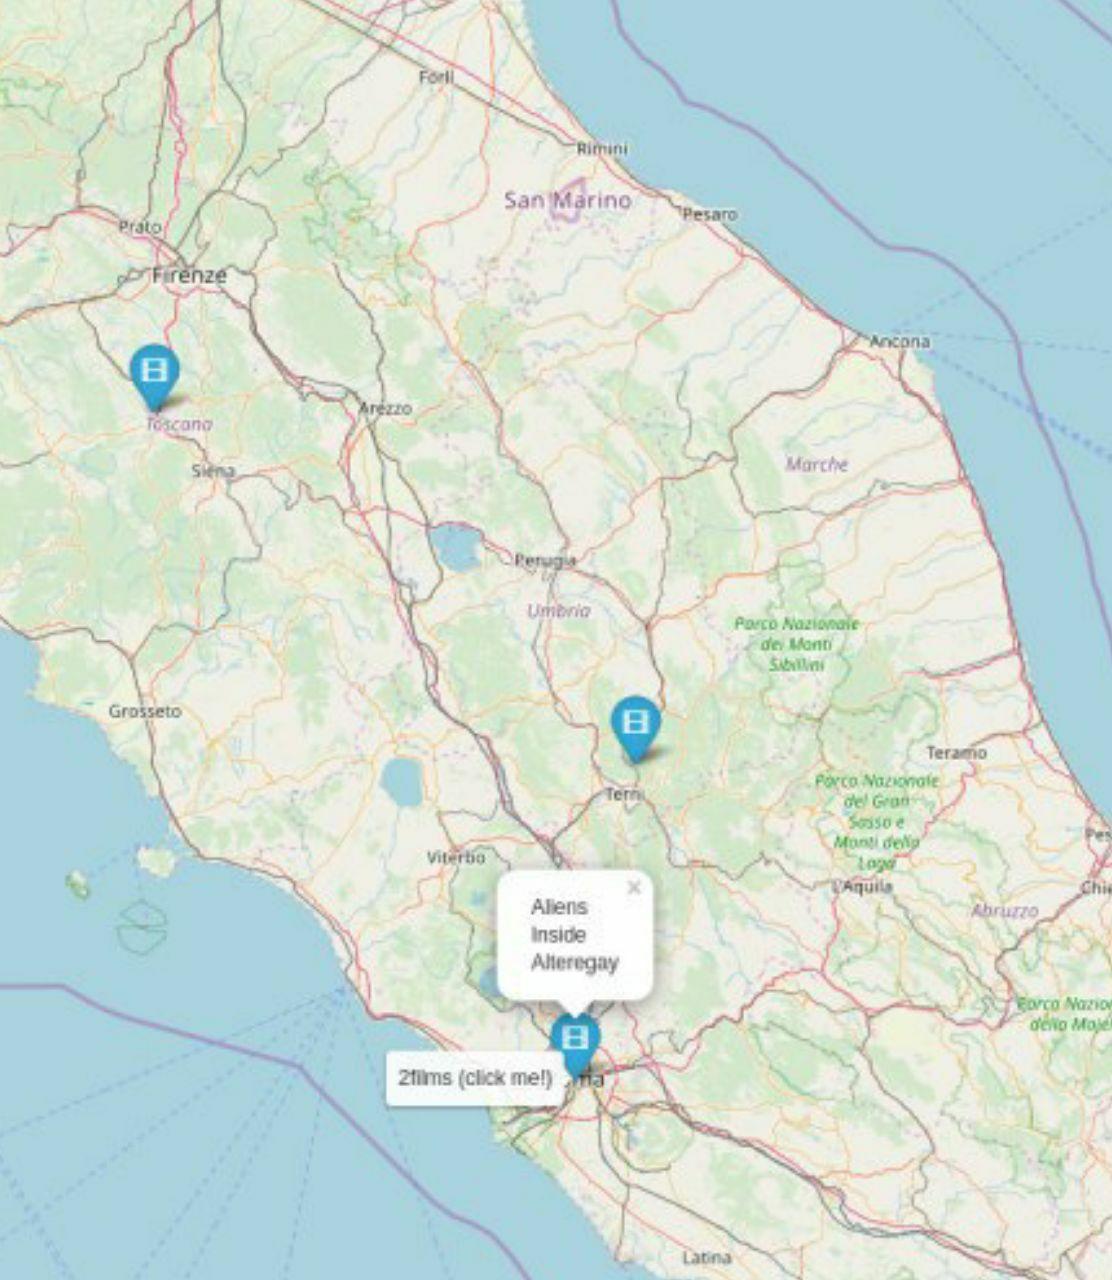 Forlì
Rimini
San Marino
Pesaro
Prato
Firenze
Ancona
Arezzo
Toscana
Marche
Siena
Perugia
Umbria
Parco Nazionale
dei Monti
Sibillini
Grosseto
Teramo
Terni
Parco Nazionale
del Gran
Sasso e
Monti della
Laga
Pes
Viterbo
L'Aquila
Chie
Abruzzo
×
Aliens
Inside
Alteregay
Parco Nazion
della Maje
2films (click me!)
ma
Latina